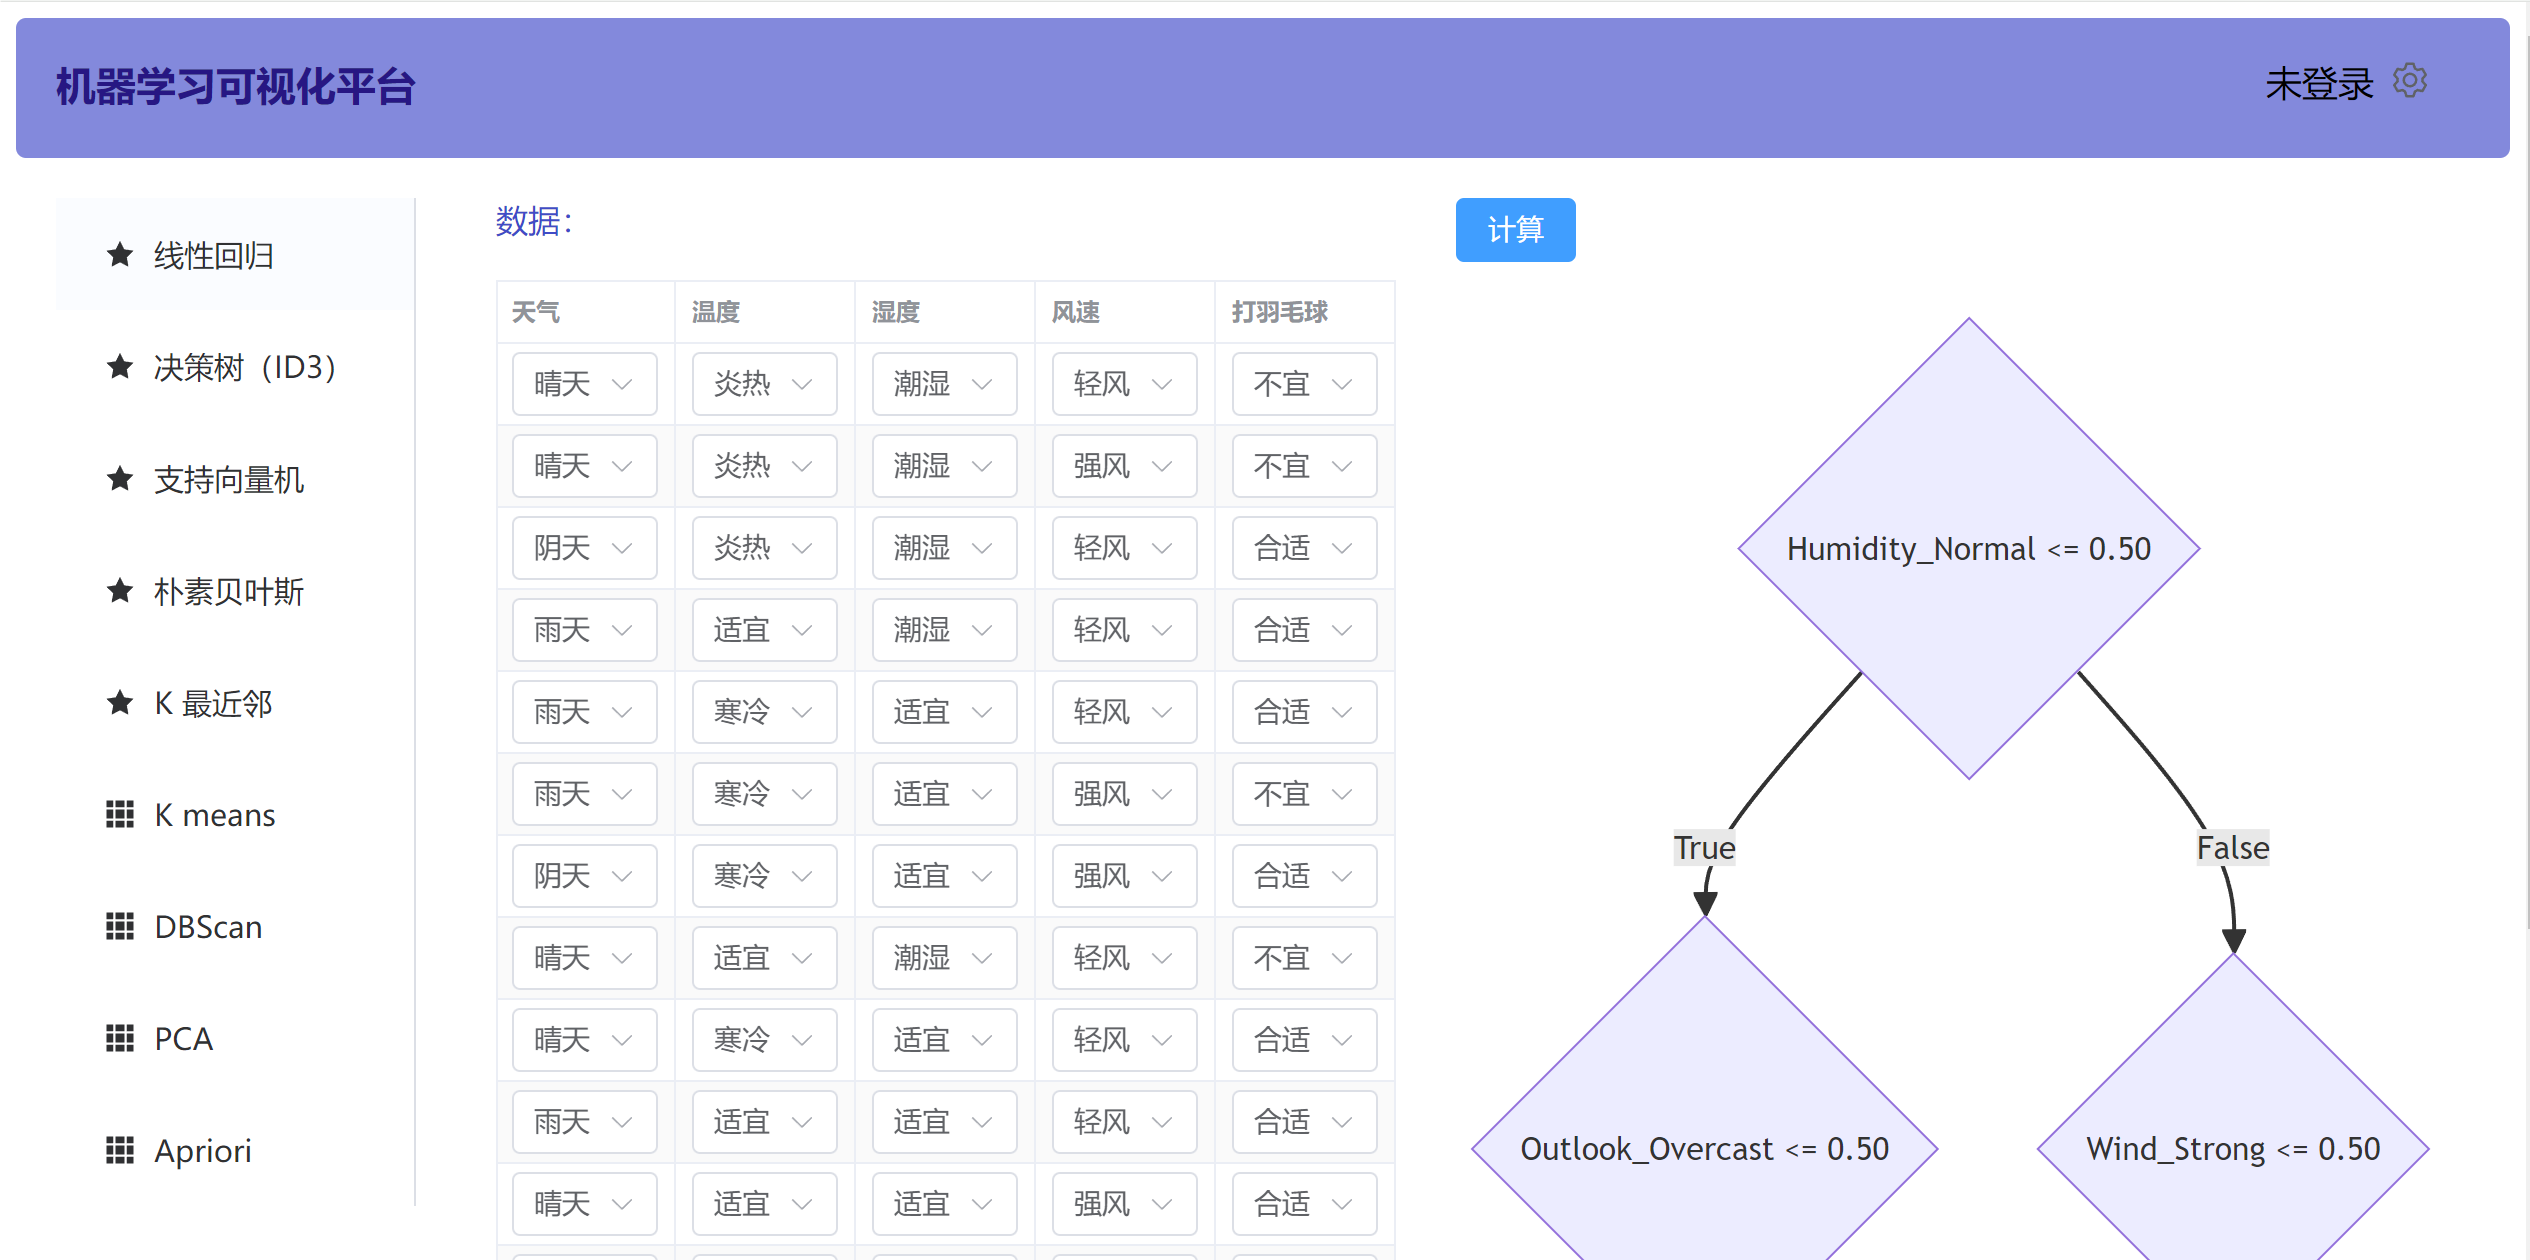 机器学习可视化平台
未登录
线性回归
决策树（ID3）
支持向量机
朴素贝叶斯
K 最近邻
K means
DBScan
PCA
Apriori
数据：
计算
天气 温度 湿度 风速 打羽毛球
晴天 炎热 潮湿 轻风 不宜
晴天 炎热 潮湿 强风 不宜
阴天 炎热 潮湿 轻风 合适
雨天 适宜 潮湿 轻风 合适
雨天 寒冷 适宜 轻风 合适
雨天 寒冷 适宜 强风 不宜
阴天 寒冷 适宜 强风 合适
晴天 适宜 潮湿 轻风 不宜
晴天 寒冷 适宜 轻风 合适
雨天 适宜 适宜 轻风 合适
晴天 适宜 适宜 强风 合适
Humidity_Normal <= 0.50
True
False
Outlook_Overcast <= 0.50
Wind_Strong <= 0.50